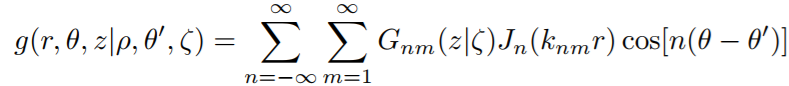 g(r, θ, z|ρ, θ′, ζ) = ∑_{n=−∞}^{∞} ∑_{m=1}^{∞} G_{nm}(z|ζ)J_n(k_{nm}r) cos[n(θ − θ′)]